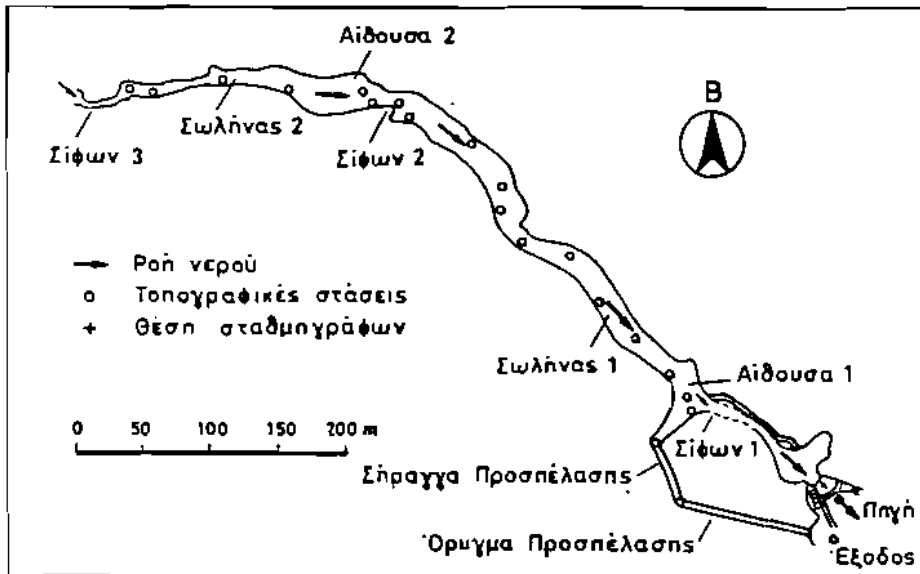 Αίθουσα 2
Σωλήνας 2
Σίφων 3
Σίφων 2
Β
Ροή νερού
Τοπογραφικές στάσεις
Θέση σταθμογράφων
Σωλήνας 1
Αίθουσα 1
0 50 100 150 200 m
Σίφων 1
Σήραγγα Προσπέλασης
Πηγή
Όρυγμα Προσπέλασης
Έξοδος